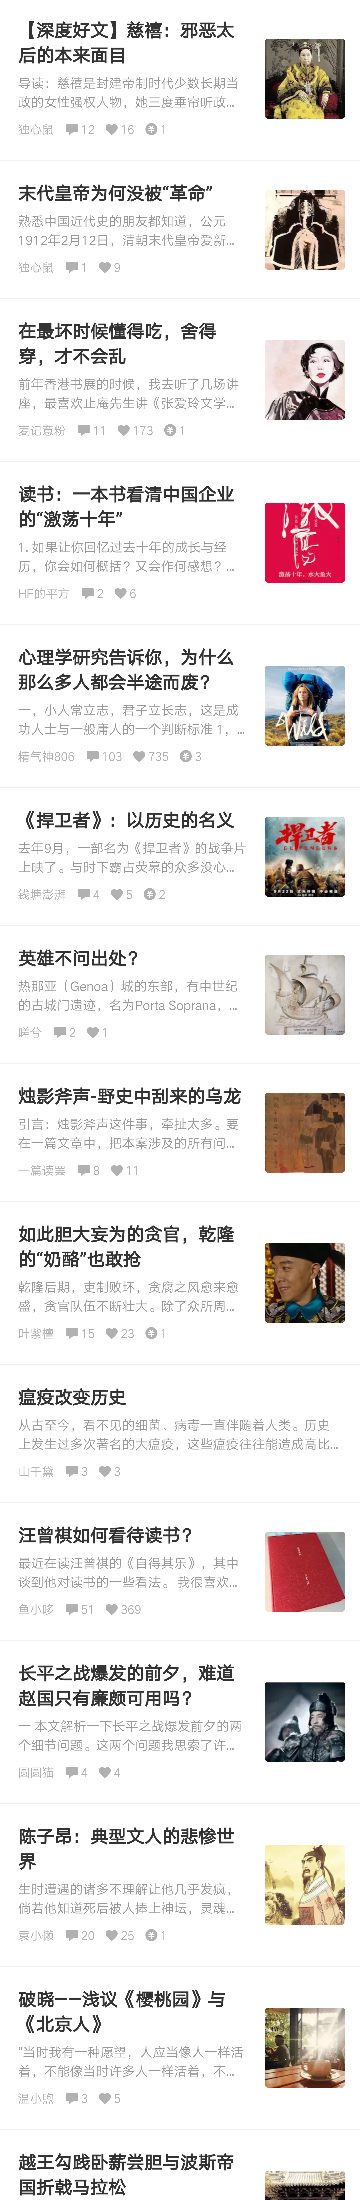 【深度好文】慈禧：邪恶太
后的本来面目
导读：慈禧是封建帝制时代少数长期当
政的女性强权人物，她三度垂帘听政...
独心鼠 12 16 1
末代皇帝为何没被“革命”
熟悉中国近代史的朋友都知道，公元
1912年2月12日，清朝末代皇帝爱新...
独心鼠 1 9
在最坏时候懂得吃，舍得
穿，才不会乱
前年香港书展的时候，我去听了几场讲
座，最喜欢止庵先生讲《张爱玲文学...
麦记意粉 11 173 1
读书：一本书看清中国企业
的“激荡十年”
1. 如果让你回忆过去十年的成长与经
历，你会如何概括？又会作何感想？...
HF的平方 2 6
激荡十年，水大鱼大
心理学研究告诉你，为什么
那么多人都会半途而废？
一，小人常立志，君子立长志，这是成
功人士与一般庸人的一个判断标准 1，...
精气神806 103 735 3
Wild
《捍卫者》：以历史的名义
去年9月，一部名为《捍卫者》的战争片
上映了。与时下霸占荧幕的众多没心...
钱塘澎湃 4 5 2
捍卫者
英雄不问出处？
热那亚（Genoa）城的东部，有中世纪
的古城门遗迹，名为Porta Soprana，...
嗟兮 2 1
烛影斧声-野史中刮来的乌龙
引言：烛影斧声这件事，牵扯太多。要
在一篇文章中，把本案涉及的所有问...
一篇读罢 8 11
如此胆大妄为的贪官，乾隆
的“奶酪”也敢抢
乾隆后期，吏制败坏，贪腐之风愈来愈
盛，贪官队伍不断壮大。除了众所周...
叶紫檀 15 23 1
瘟疫改变历史
从古至今，看不见的细菌、病毒一直伴随着人类。历史
上发生过多次著名的大瘟疫，这些瘟疫往往能造成高比...
山千黛 3 3
汪曾祺如何看待读书？
最近在读汪曾祺的《自得其乐》，其中
谈到他对读书的一些看法。 我很喜欢...
鱼小哆 51 369
长平之战爆发的前夕，难道
赵国只有廉颇可用吗？
一 本文解析一下长平之战爆发前夕的两
个细节问题。这两个问题我思索了许...
圆圆猫 4 4
陈子昂：典型文人的悲惨世
界
生时遭遇的诸多不理解让他几乎发疯，
倘若他知道死后被人捧上神坛，灵魂...
袁小懒 20 25 1
破晓——浅议《樱桃园》与
《北京人》
“当时我有一种愿望，人应当像人一样活
着，不能像当时许多人一样活着，不...
温小煦 3 5
越王勾践卧薪尝胆与波斯帝
国折戟马拉松